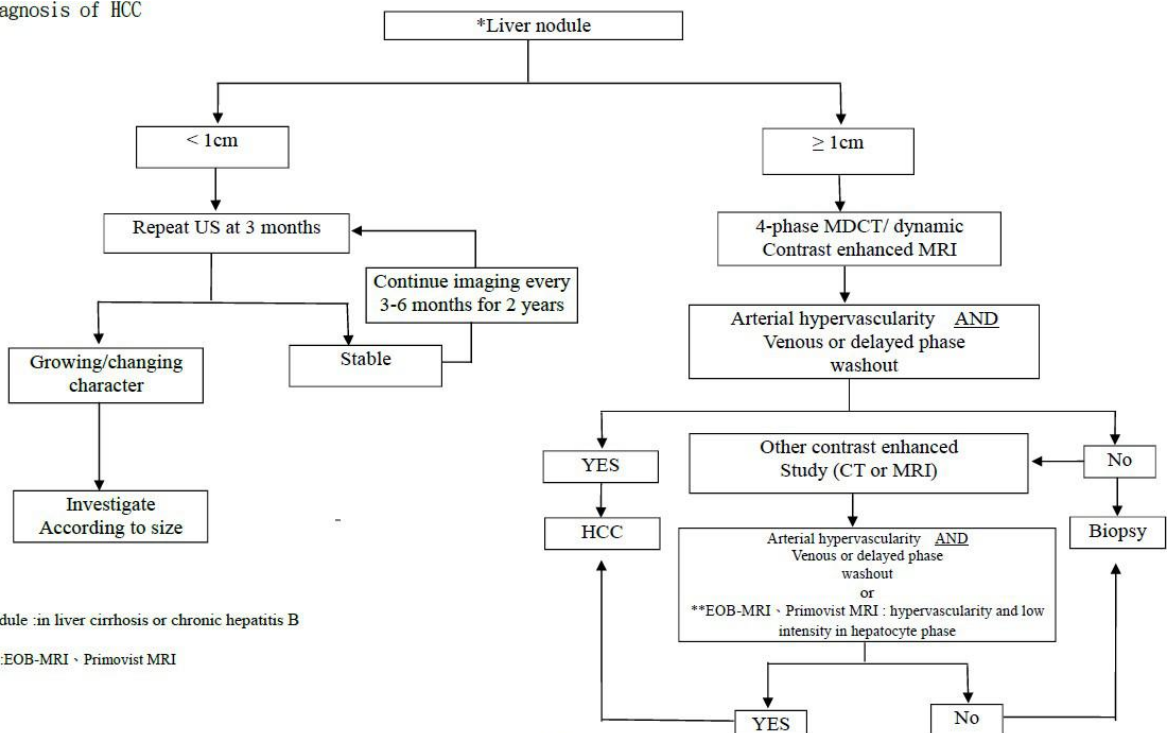 agnosis of HCC
*Liver nodule
< 1cm
≥ 1cm
Repeat US at 3 months
4-phase MDCT/ dynamic
Contrast enhanced MRI
Continue imaging every
3-6 months for 2 years
Arterial hypervascularity AND
Venous or delayed phase
washout
Growing/changing
character
Stable
YES
Other contrast enhanced
Study (CT or MRI)
No
Investigate
According to size
HCC
Arterial hypervascularity AND
Venous or delayed phase
washout
or
**EOB-MRI、Primovist MRI : hypervascularity and low
intensity in hepatocyte phase
Biopsy
dule :in liver cirrhosis or chronic hepatitis B
:EOB-MRI、Primovist MRI
YES
No